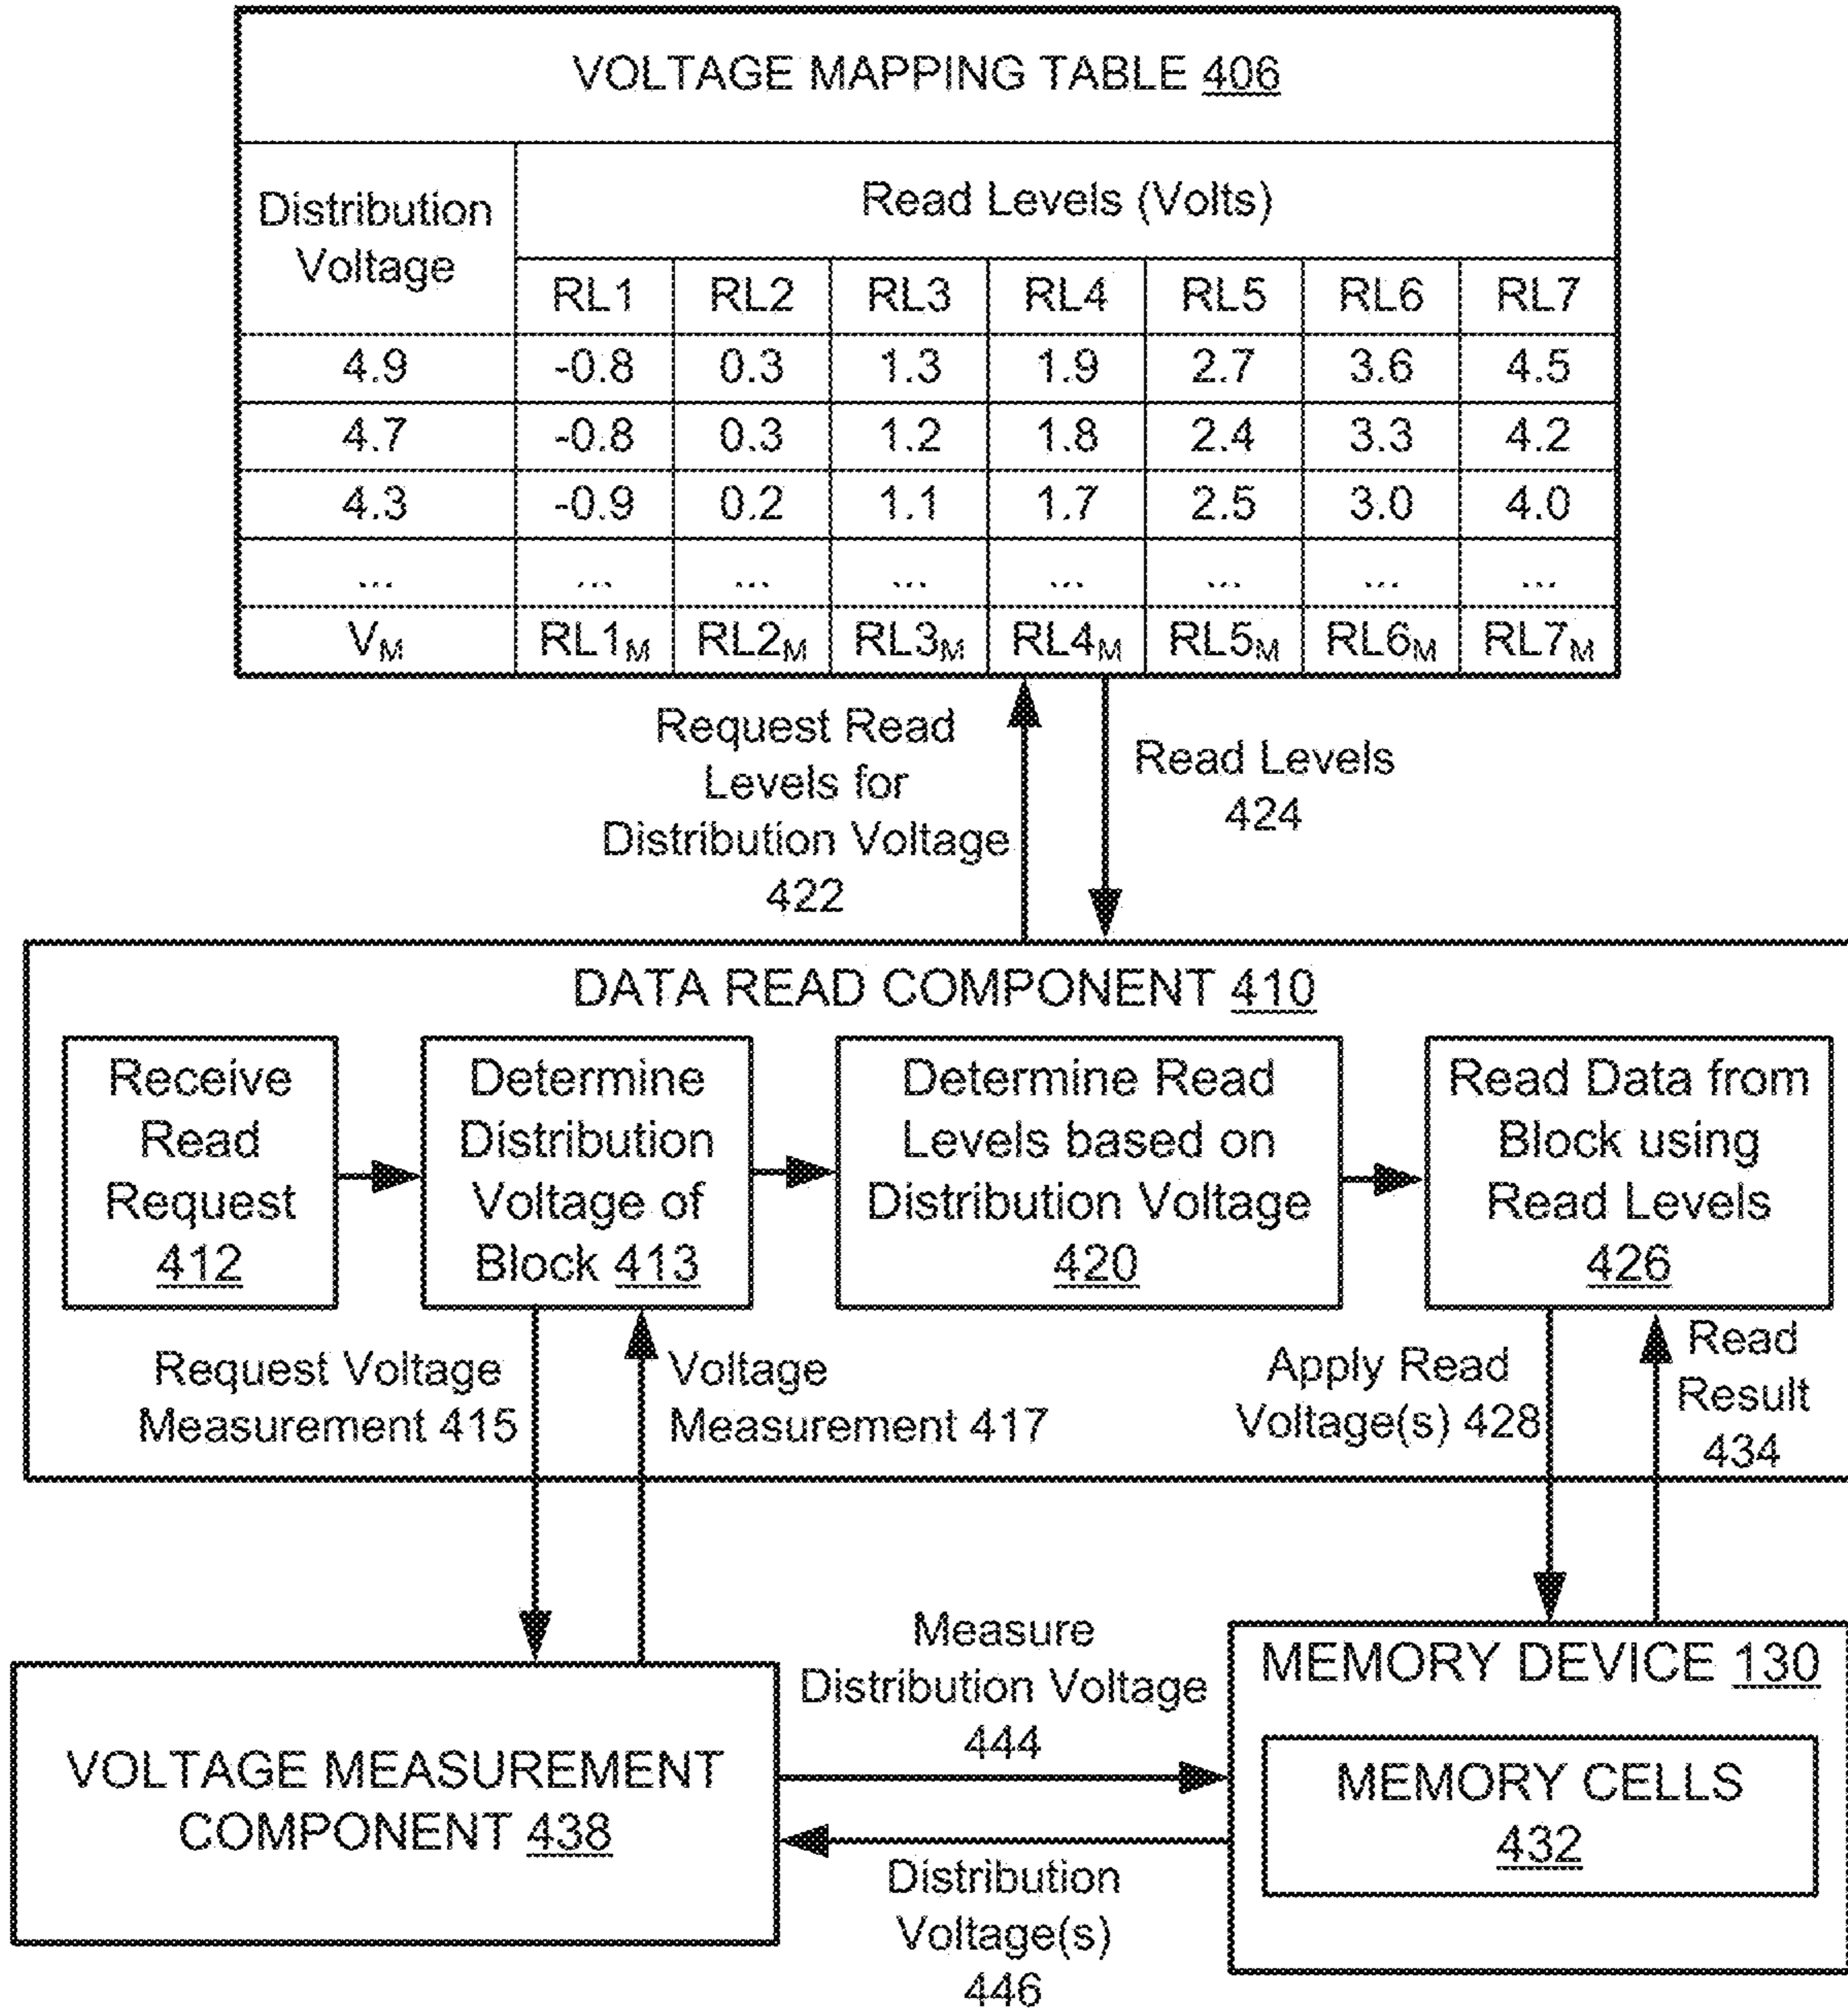 VOLTAGE MAPPING TABLE 406
Distribution
Voltage
Read Levels (Volts)
RL1 RL2 RL3 RL4 RL5 RL6 RL7
4.9 -0.8 0.3 1.3 1.9 2.7 3.6 4.5
4.7 -0.8 0.3 1.2 1.8 2.4 3.3 4.2
4.3 -0.9 0.2 1.1 1.7 2.5 3.0 4.0
... ... ... ... ... ... ... ...
VM RL1M RL2M RL3M RL4M RL5M RL6M RL7M
Request Read
Levels for
Distribution Voltage
422
Read Levels
424
DATA READ COMPONENT 410
Receive
Read
Request
412
Determine
Distribution
Voltage of
Block 413
Determine Read
Levels based on
Distribution Voltage
420
Read Data from
Block using
Read Levels
426
Request Voltage
Measurement 415
Voltage
Measurement 417
Apply Read
Voltage(s) 428
Read
Result
434
VOLTAGE MEASUREMENT
COMPONENT 438
Measure
Distribution Voltage
444
Distribution
Voltage(s)
446
MEMORY DEVICE 130
MEMORY CELLS
432